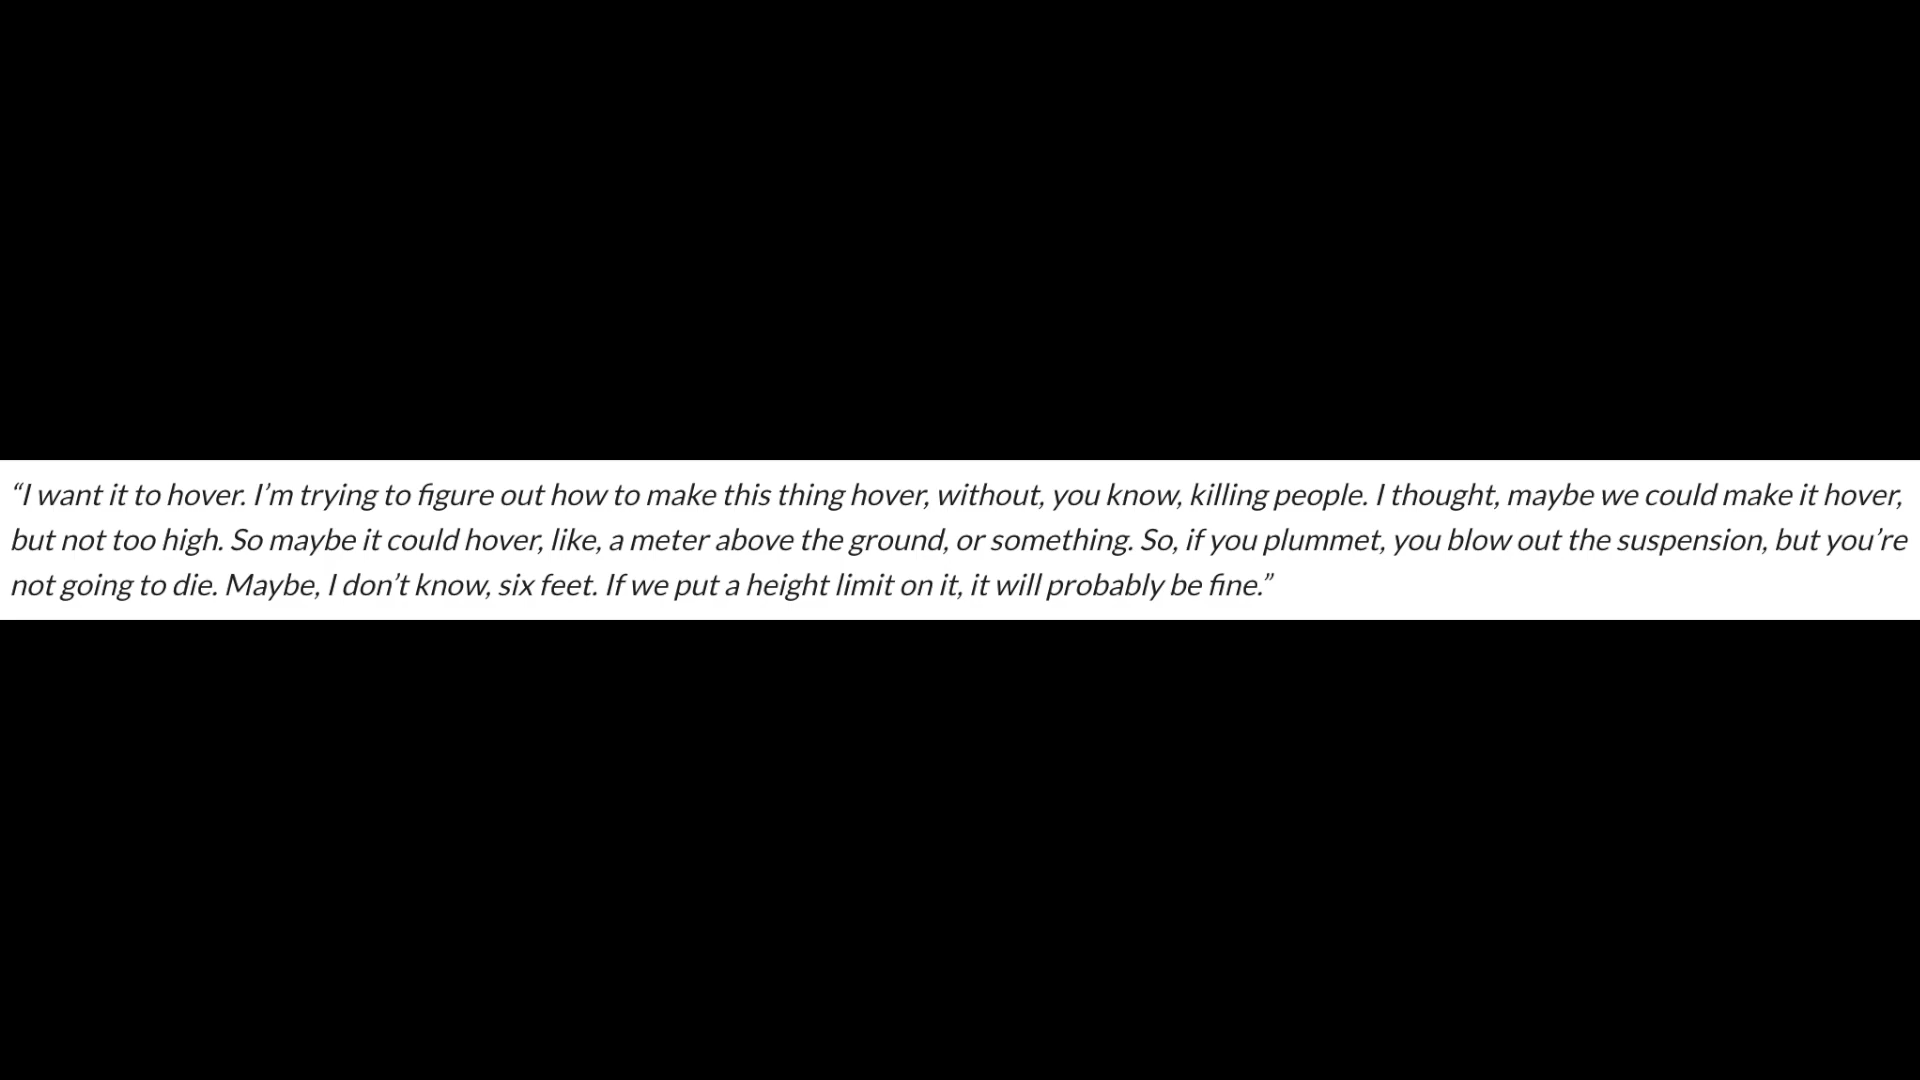 “I want it to hover. I’m trying to figure out how to make this thing hover, without, you know, killing people. I thought, maybe we could make it hover,
but not too high. So maybe it could hover, like, a meter above the ground, or something. So, if you plummet, you blow out the suspension, but you’re
not going to die. Maybe, I don’t know, six feet. If we put a height limit on it, it will probably be fine.”